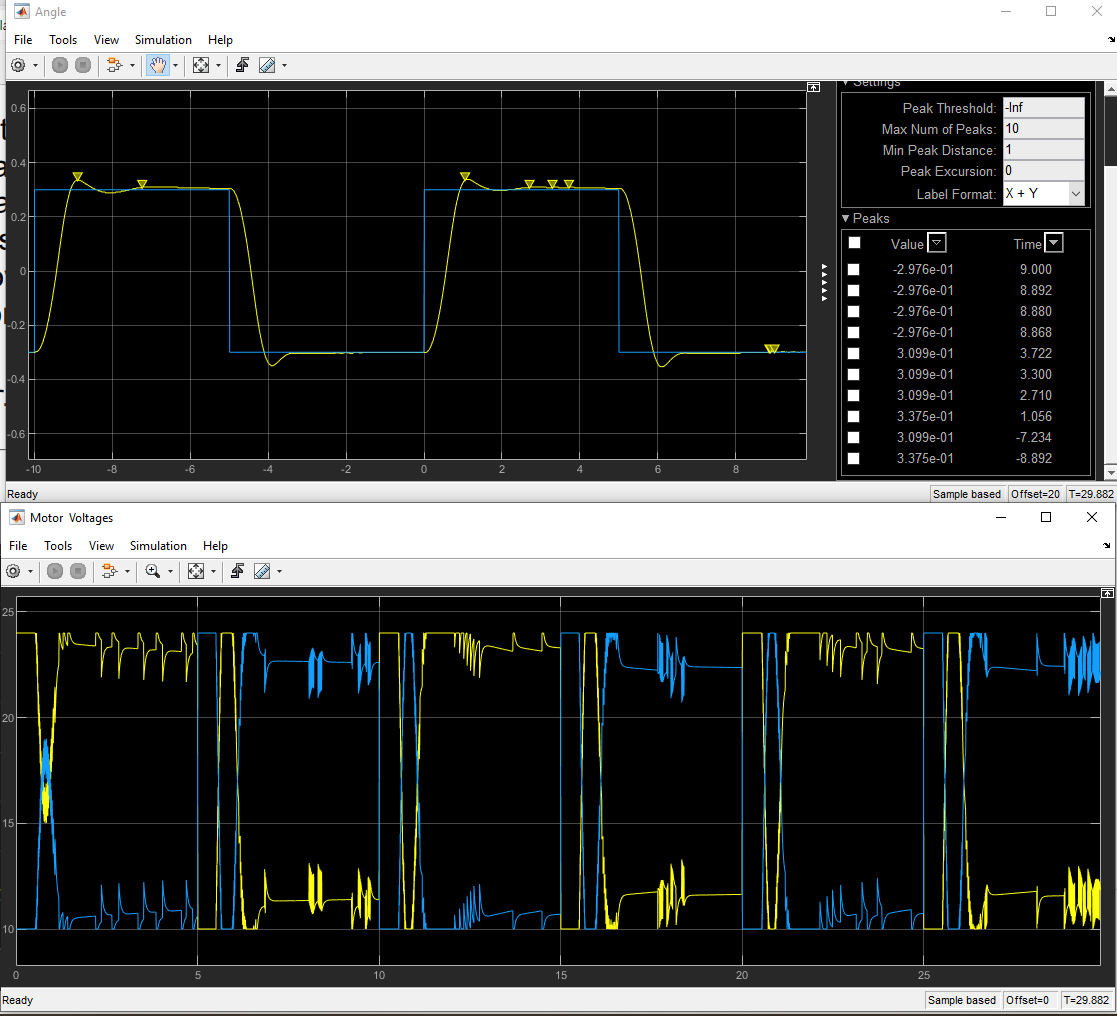 Angle
File Tools View Simulation Help
Settings
Peak Threshold: -Inf
Max Num of Peaks: 10
Min Peak Distance: 1
Peak Excursion: 0
Label Format: X + Y
Peaks
Value Time
-2.976e-01 9.000
-2.976e-01 8.892
-2.976e-01 8.880
-2.976e-01 8.868
3.099e-01 3.722
3.099e-01 3.300
3.099e-01 2.710
3.375e-01 1.056
3.099e-01 -7.234
3.375e-01 -8.892
0.6
0.4
0.2
0
-0.2
-0.4
-0.6
-10 -8 -6 -4 -2 0 2 4 6 8
Ready Sample based Offset=20 T=29.882
Motor Voltages
File Tools View Simulation Help
25
20
15
10
0 5 10 15 20 25
Ready Sample based Offset=0 T=29.882